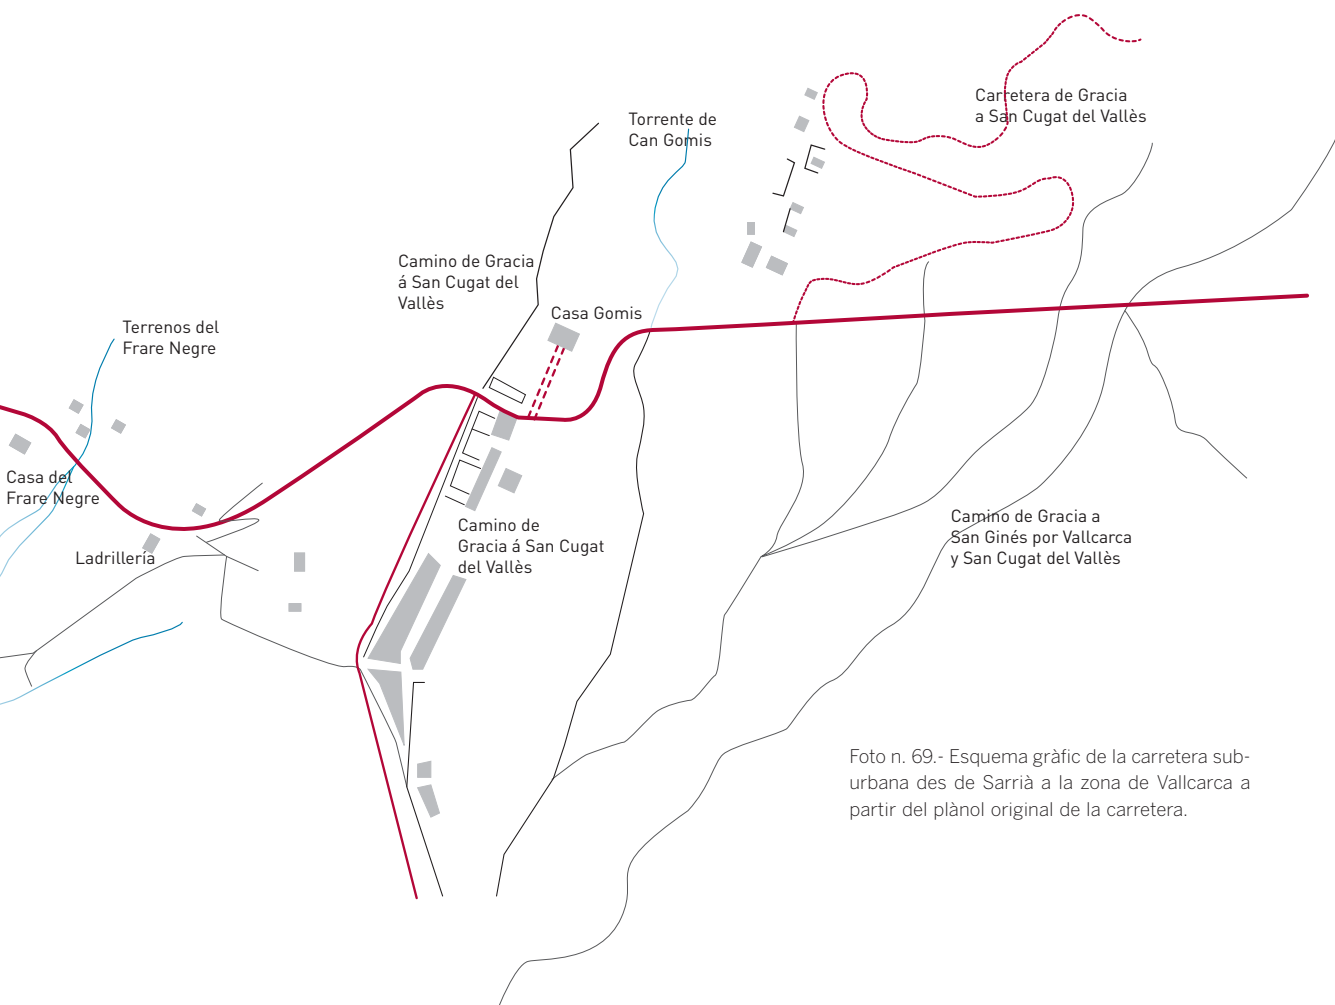 Carretera de Gracia
a San Cugat del Vallès
Torrente de
Can Gomis
Camino de Gracia
á San Cugat del
Vallès
Casa Gomis
Terrenos del
Frare Negre
Casa del
Frare Negre
Ladrillería
Camino de
Gracia á San Cugat
del Vallès
Camino de Gracia a
San Ginés por Vallcarca
y San Cugat del Vallès
Foto n. 69.- Esquema gràfic de la carretera sub-
urbana des de Sarrià a la zona de Vallcarca a
partir del plànol original de la carretera.